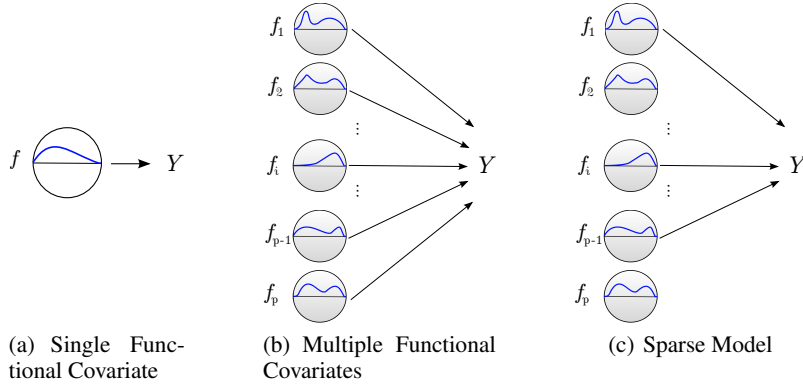 f
Y
(a) Single Func-
tional Covariate
f1
f2
⋮
fi
⋮
fp-1
fp
Y
(b) Multiple Functional
Covariates
f1
f2
⋮
fi
⋮
fp-1
fp
Y
(c) Sparse Model